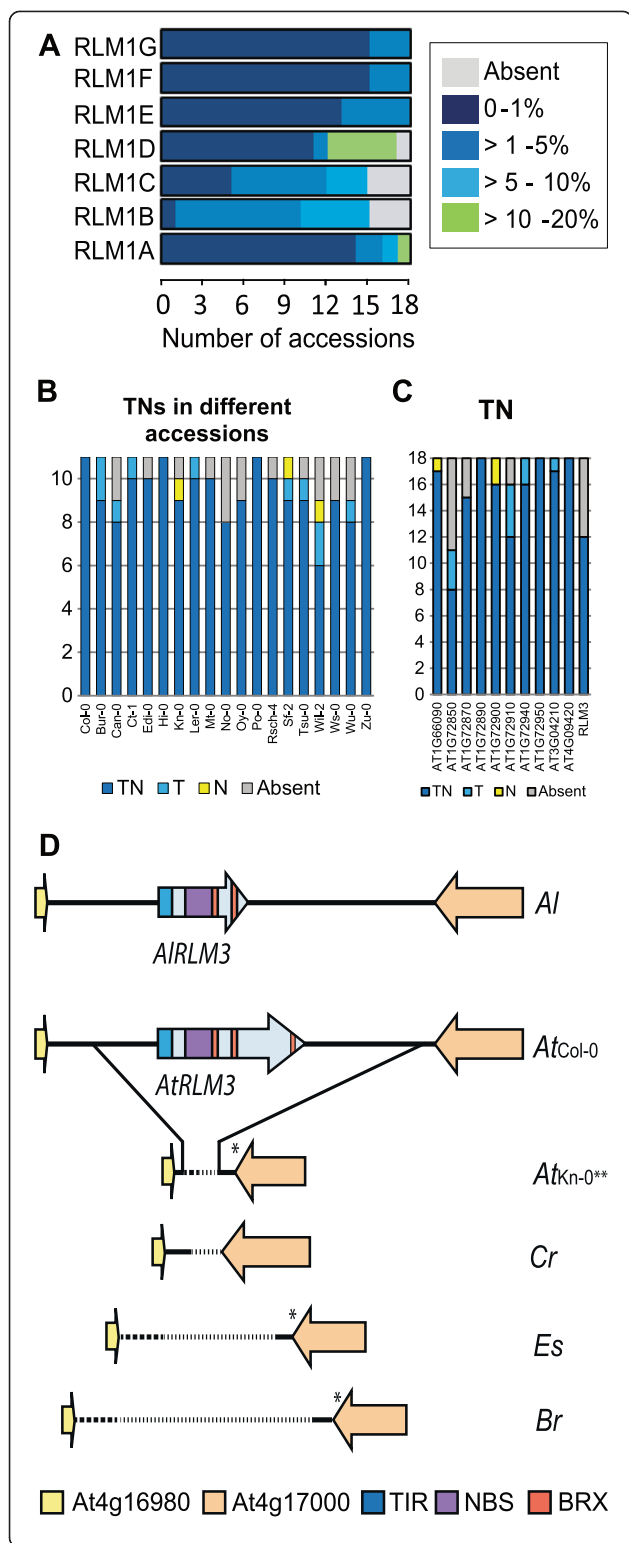 A
RLM1G
RLM1F
RLM1E
RLM1D
RLM1C
RLM1B
RLM1A
0 3 6 9 12 15 18
Number of accessions
Absent
0-1%
> 1 -5%
> 5 - 10%
> 10 -20%
B
TNs in different
accessions
10
8
6
4
2
0
Col-0
Bur-0
Can-0
Ct-1
Edi-0
Hi-0
Kn-0
Ler-0
Mt-0
No-0
Oy-0
Po-0
Rsch-4
Sf-2
Tsu-0
Wil-2
Ws-0
Wu-0
Zu-0
TN T N Absent
C
TN
18
16
14
12
10
8
6
4
2
0
AT1G66090
AT1G72850
AT1G72870
AT1G72890
AT1G72900
AT1G72910
AT1G72940
AT1G72950
AT3G04210
AT4G09420
RLM3
TN T N Absent
D
Al
AlRLM3
AtCol-0
AtRLM3
*
AtKn-0**
Cr
*
Es
*
Br
At4g16980 At4g17000 TIR NBS BRX